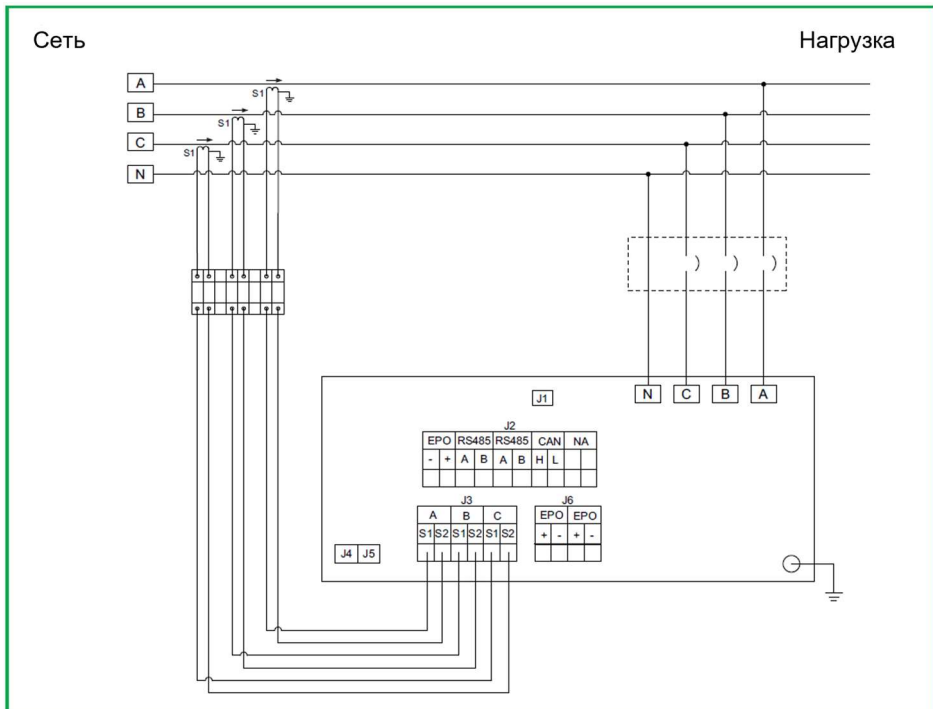 Сеть Нагрузка
A
S1
B
S1
C
S1
N
N C B A
J1
J2
EPO RS485 RS485 CAN NA
- + A B A B H L
J3 J6
A B C EPO EPO
S1 S2 S1 S2 S1 S2 + - + -
J4 J5